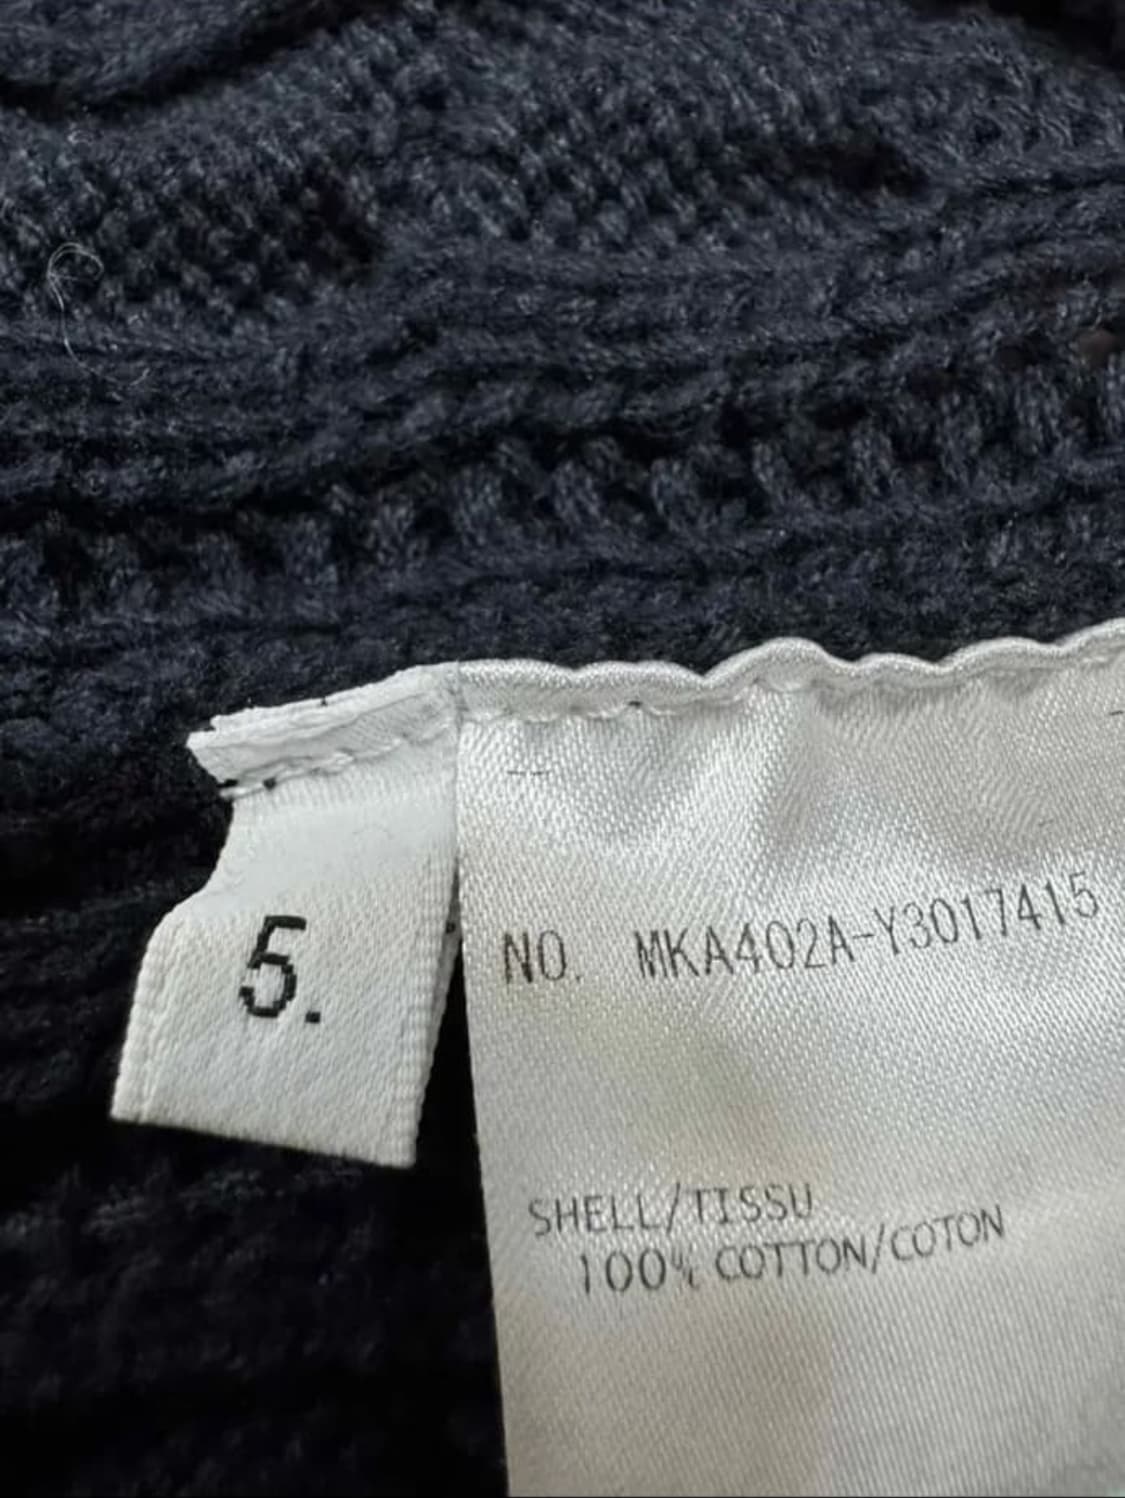 5.
NO. MKA402A-Y3017415
SHELL/TISSU
100% COTTON/COTON